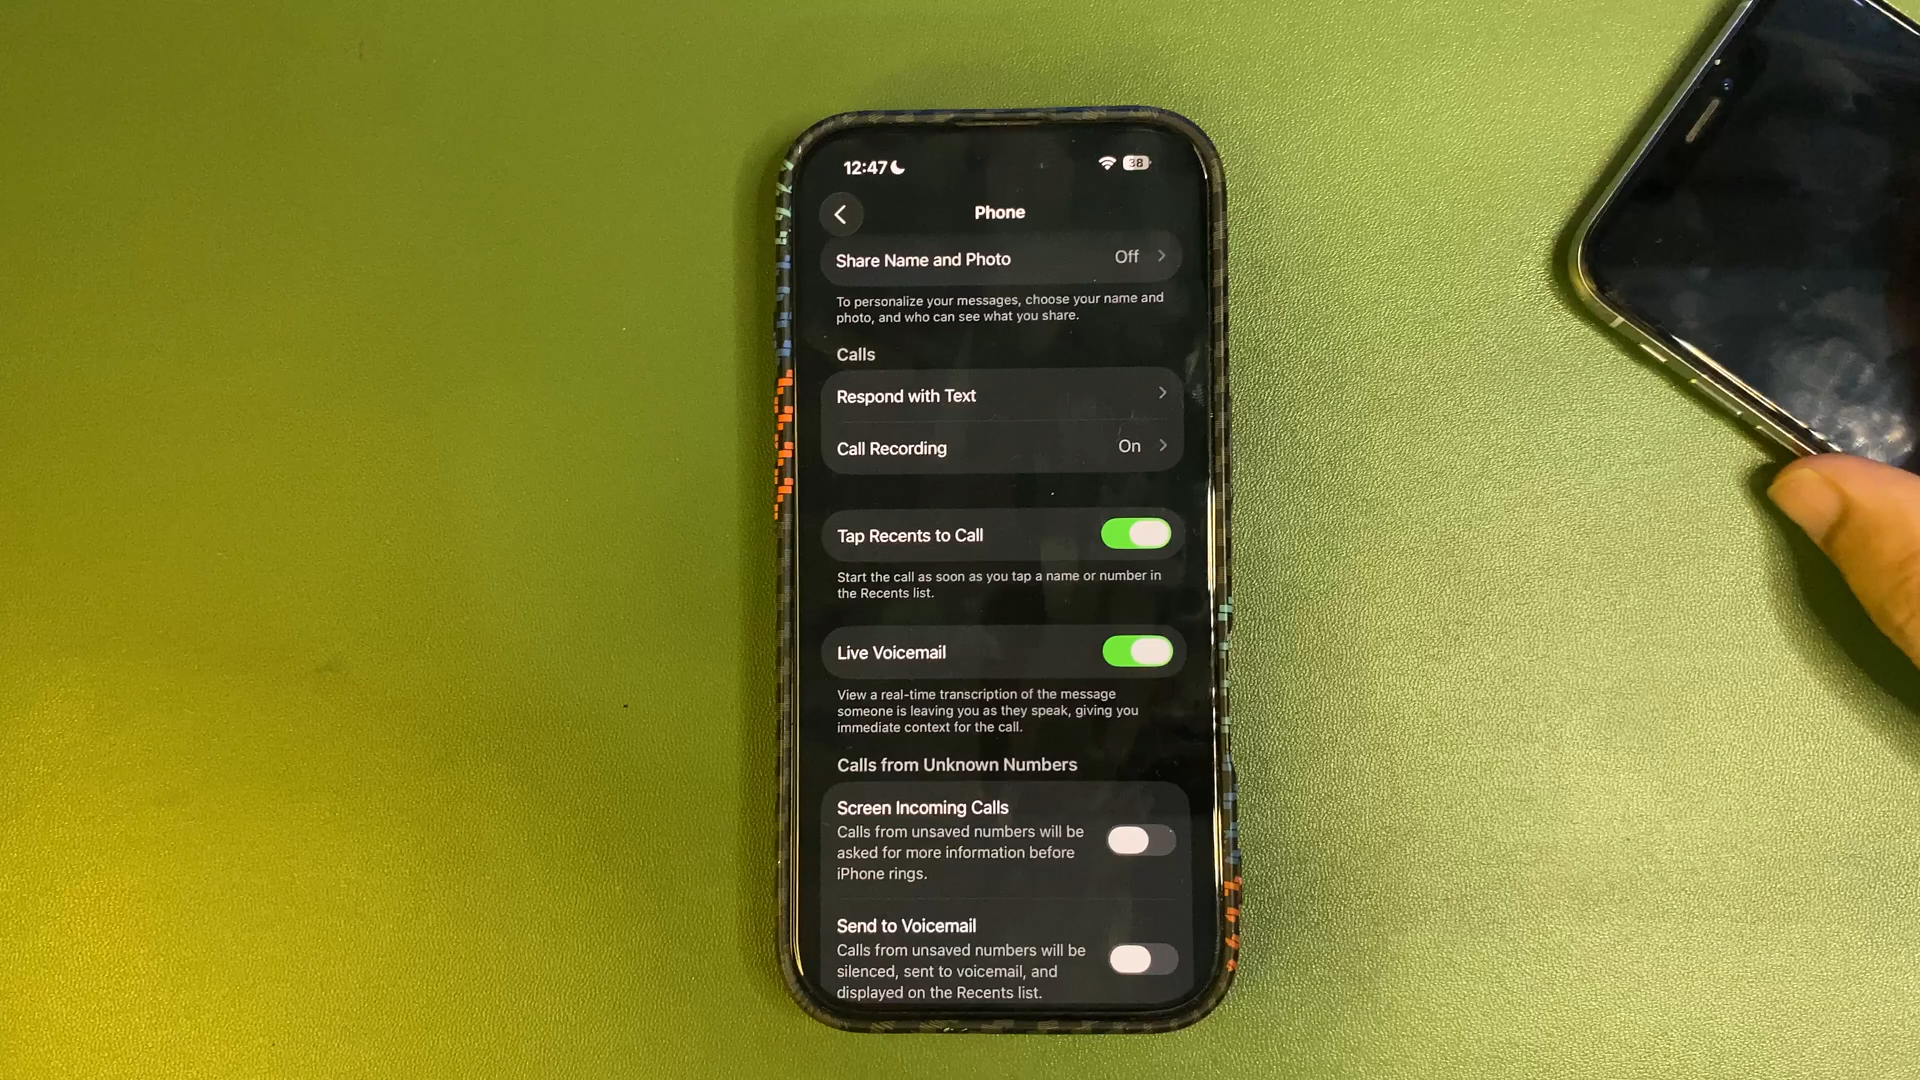 12:47
38
Phone
Share Name and Photo Off
To personalize your messages, choose your name and
photo, and who can see what you share.
Calls
Respond with Text
Call Recording On
Tap Recents to Call
Start the call as soon as you tap a name or number in
the Recents list.
Live Voicemail
View a real-time transcription of the message
someone is leaving you as they speak, giving you
immediate context for the call.
Calls from Unknown Numbers
Screen Incoming Calls
Calls from unsaved numbers will be
asked for more information before
iPhone rings.
Send to Voicemail
Calls from unsaved numbers will be
silenced, sent to voicemail, and
displayed on the Recents list.